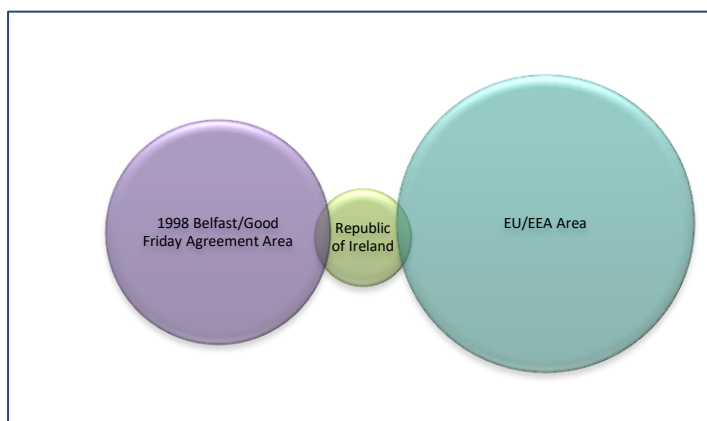 1998 Belfast/Good
Friday Agreement Area
Republic
of Ireland
EU/EEA Area